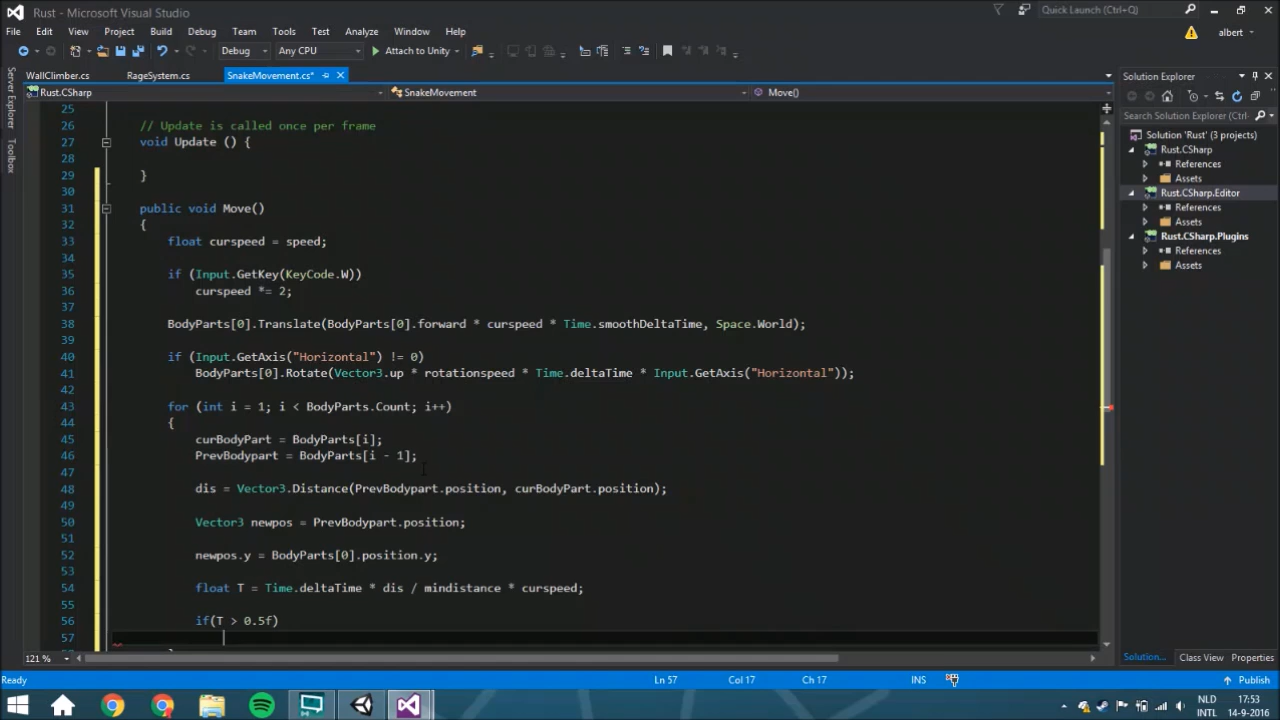 Rust - Microsoft Visual Studio
Quick Launch (Ctrl+Q)
File Edit View Project Build Debug Team Tools Test Analyze Window Help
albert
Debug Any CPU Attach to Unity
WallClimber.cs RageSystem.cs SnakeMovement.cs*
Solution Explorer
Rust.CSharp SnakeMovement Move()
Server Explorer
Toolbox
Search Solution Explorer (Ctrl-
Solution 'Rust' (3 projects)
Rust.CSharp
References
Assets
Rust.CSharp.Editor
References
Assets
Rust.CSharp.Plugins
References
Assets
25
26 // Update is called once per frame
27 void Update () {
28
29 }
30
31 public void Move()
32 {
33 float curspeed = speed;
34
35 if (Input.GetKey(KeyCode.W))
36 curspeed *= 2;
37
38 BodyParts[0].Translate(BodyParts[0].forward * curspeed * Time.smoothDeltaTime, Space.World);
39
40 if (Input.GetAxis("Horizontal") != 0)
41 BodyParts[0].Rotate(Vector3.up * rotationspeed * Time.deltaTime * Input.GetAxis("Horizontal"));
42
43 for (int i = 1; i < BodyParts.Count; i++)
44 {
45 curBodyPart = BodyParts[i];
46 PrevBodypart = BodyParts[i - 1];
47
48 dis = Vector3.Distance(PrevBodypart.position, curBodyPart.position);
49
50 Vector3 newpos = PrevBodypart.position;
51
52 newpos.y = BodyParts[0].position.y;
53
54 float T = Time.deltaTime * dis / mindistance * curspeed;
55
56 if(T > 0.5f)
57
121 %
Solution... Class View Properties
Ready Ln 57 Col 17 Ch 17 INS Publish
NLD 17:53
INTL 14-9-2016